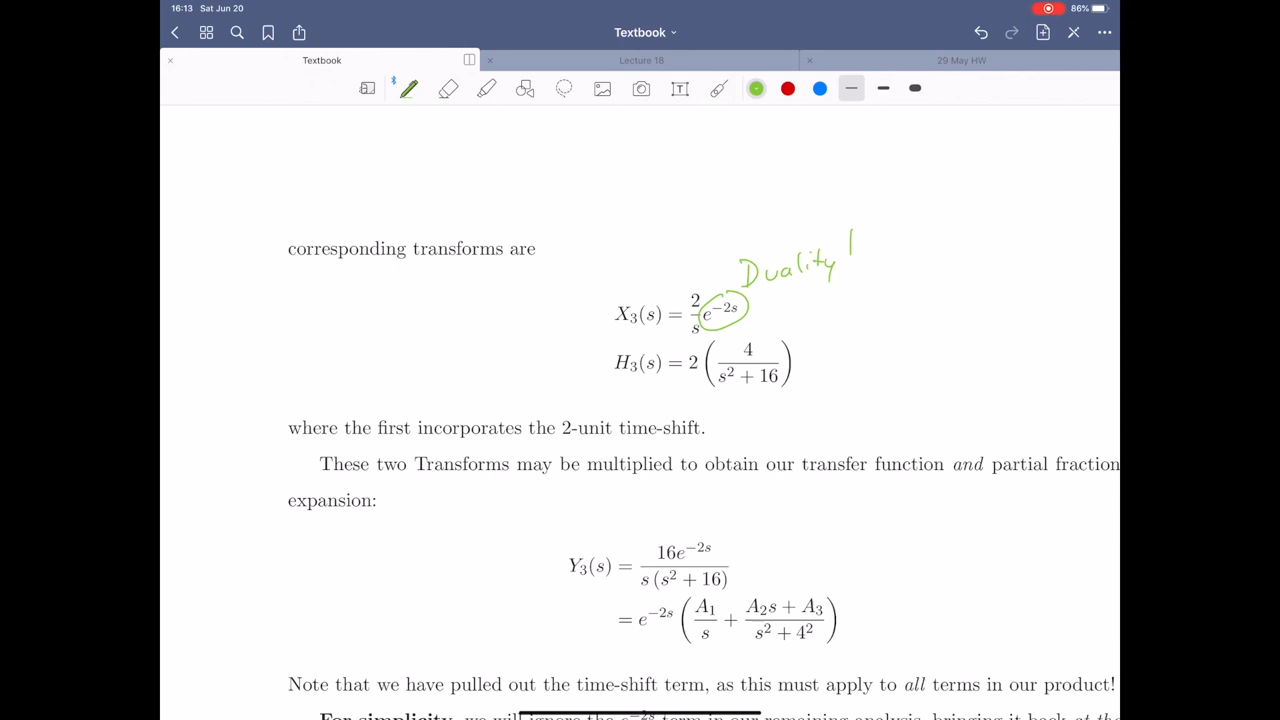 16:13 Sat Jun 20
86%
Textbook
Textbook
Lecture 18
29 May HW
corresponding transforms are
Duality
X₃(s) = 2/s e^{−2s}
H₃(s) = 2 ( 4 / (s² + 16) )
where the first incorporates the 2-unit time-shift.
These two Transforms may be multiplied to obtain our transfer function and partial fraction
expansion:
Y₃(s) = 16e^{−2s} / (s (s² + 16))
= e^{−2s} ( A₁/s + (A₂s + A₃)/(s² + 4²) )
Note that we have pulled out the time-shift term, as this must apply to all terms in our product!